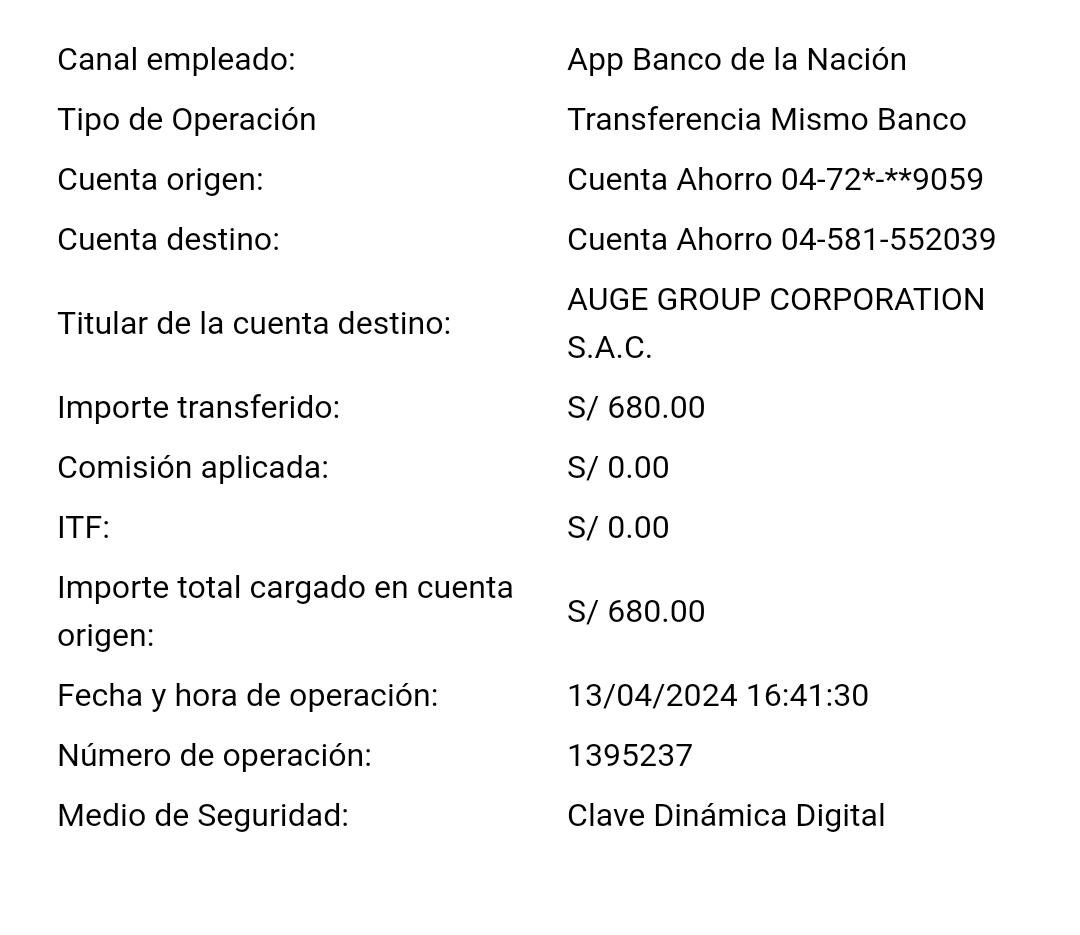 Canal empleado: App Banco de la Nación
Tipo de Operación Transferencia Mismo Banco
Cuenta origen: Cuenta Ahorro 04-72*-**9059
Cuenta destino: Cuenta Ahorro 04-581-552039
Titular de la cuenta destino: AUGE GROUP CORPORATION
S.A.C.
Importe transferido: S/ 680.00
Comisión aplicada: S/ 0.00
ITF: S/ 0.00
Importe total cargado en cuenta
origen: S/ 680.00
Fecha y hora de operación: 13/04/2024 16:41:30
Número de operación: 1395237
Medio de Seguridad: Clave Dinámica Digital